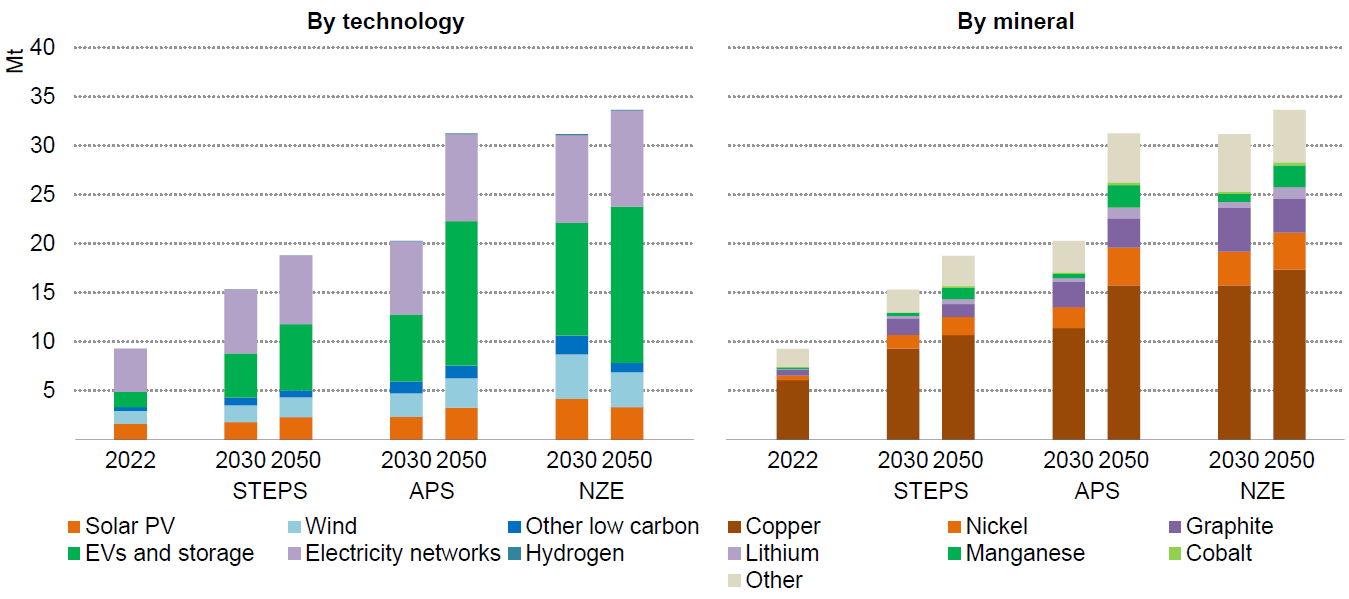 By technology
By mineral
Mt
40
35
30
25
20
15
10
5
2022
2030 2050
2030 2050
2030 2050
2022
2030 2050
2030 2050
2030 2050
STEPS
APS
NZE
STEPS
APS
NZE
Solar PV
Wind
Other low carbon
EVs and storage
Electricity networks
Hydrogen
Copper
Nickel
Graphite
Lithium
Manganese
Cobalt
Other